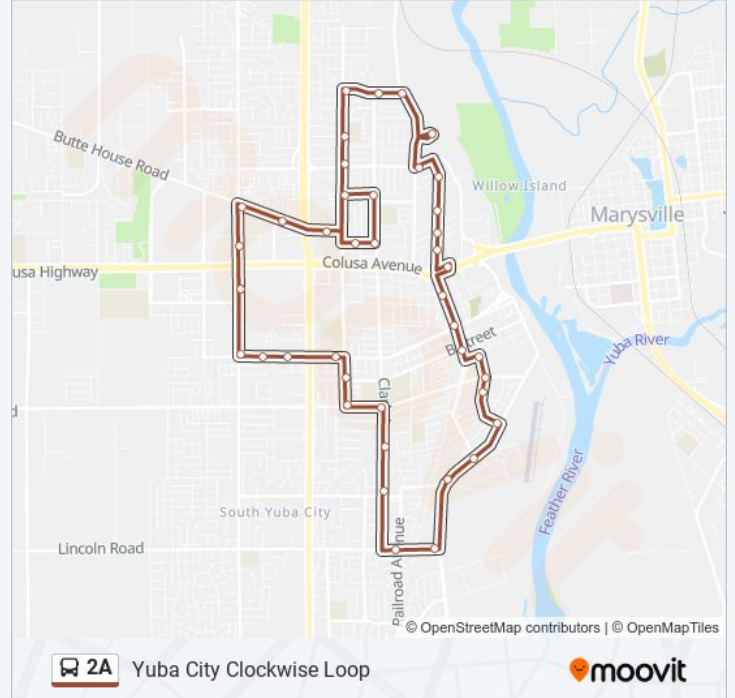 Butte House Road
Willow Island
Marysville
Colusa Avenue
usa Highway
B Street
Yuba River
Clar
d
South Yuba City
Feather River
Lincoln Road
Railroad Avenue
© OpenStreetMap contributors | © OpenMapTiles
2A Yuba City Clockwise Loop
moovit